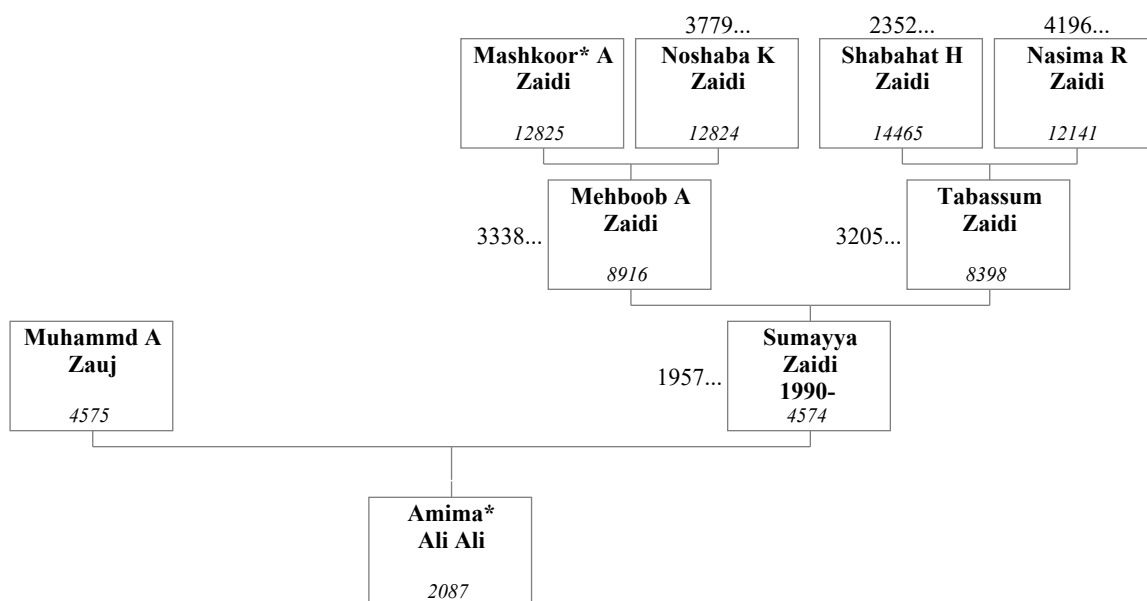 3779...
2352...
4196...
Mashkoor* A
Zaidi
12825
Noshaba K
Zaidi
12824
Shabahat H
Zaidi
14465
Nasima R
Zaidi
12141
3338...
Mehboob A
Zaidi
8916
3205...
Tabassum
Zaidi
8398
Muhammd A
Zauj
4575
1957...
Sumayya
Zaidi
1990-
4574
Amima*
Ali Ali
2087